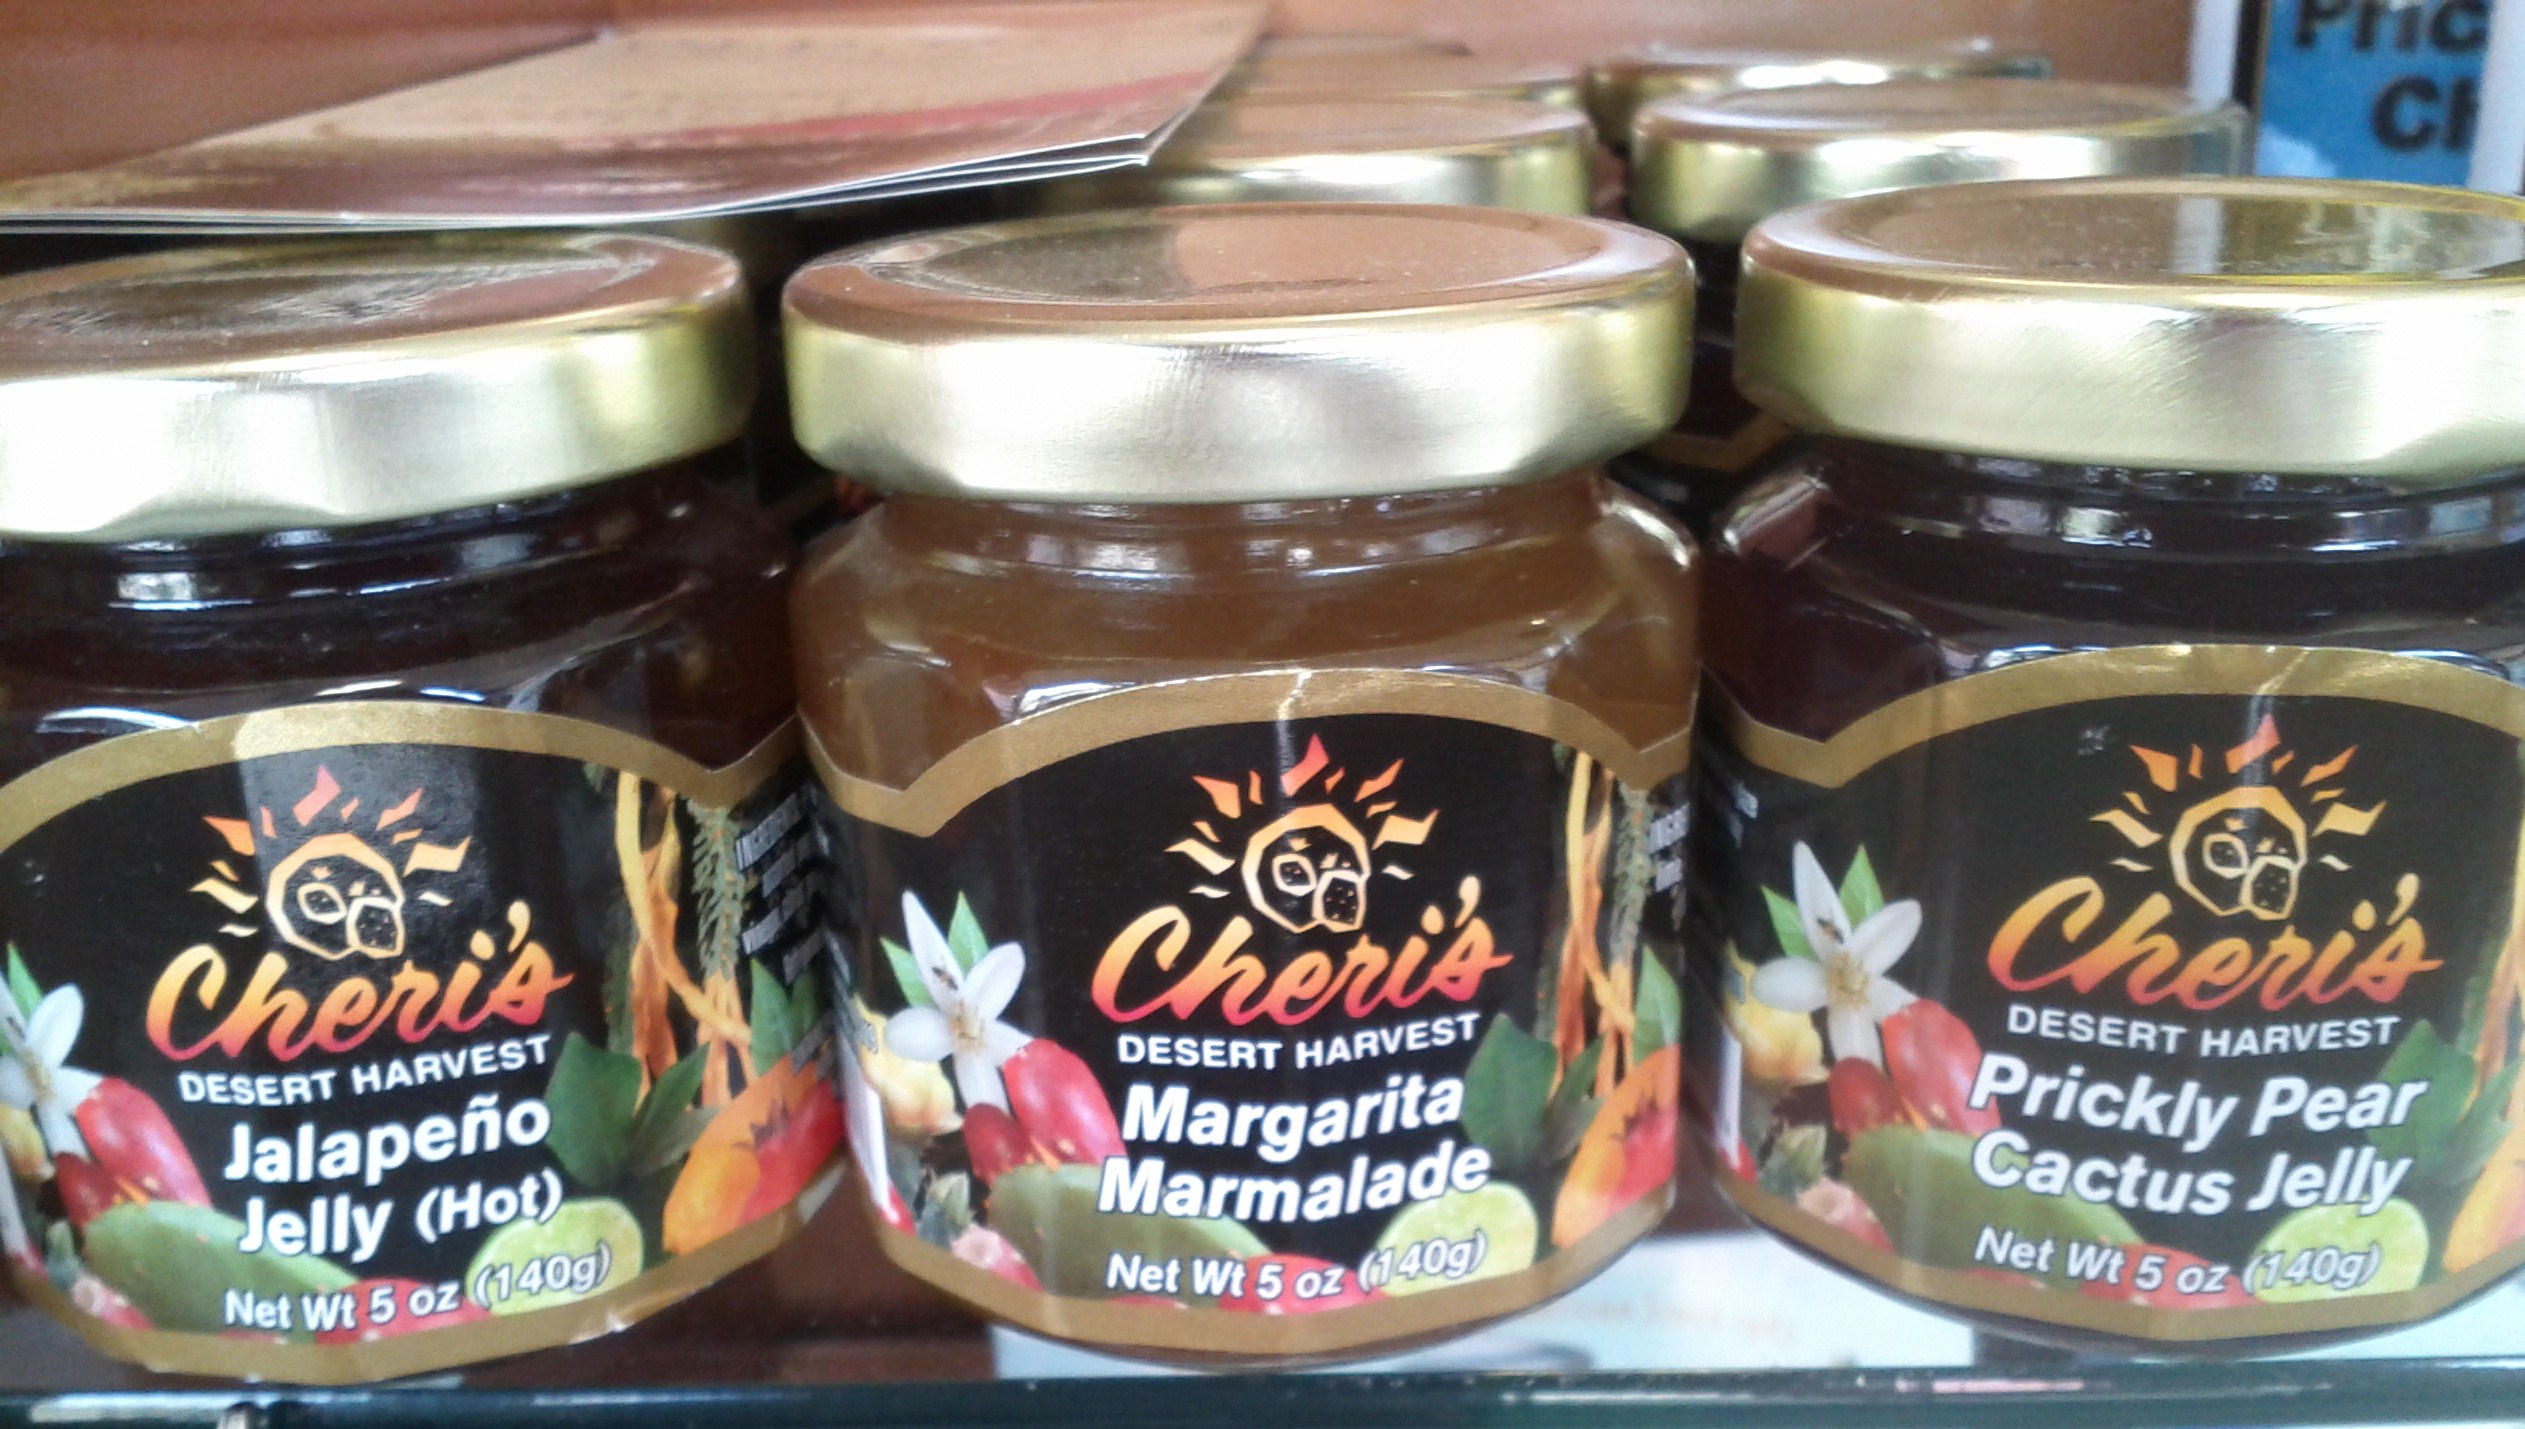 Cheri's
DESERT HARVEST
Jalapeño
Jelly (Hot)
Net Wt 5 oz (140g)
Cheri's
DESERT HARVEST
Margarita
Marmalade
Net Wt 5 oz (140g)
Cheri's
DESERT HARVEST
Prickly Pear
Cactus Jelly
Net Wt 5 oz (140g)